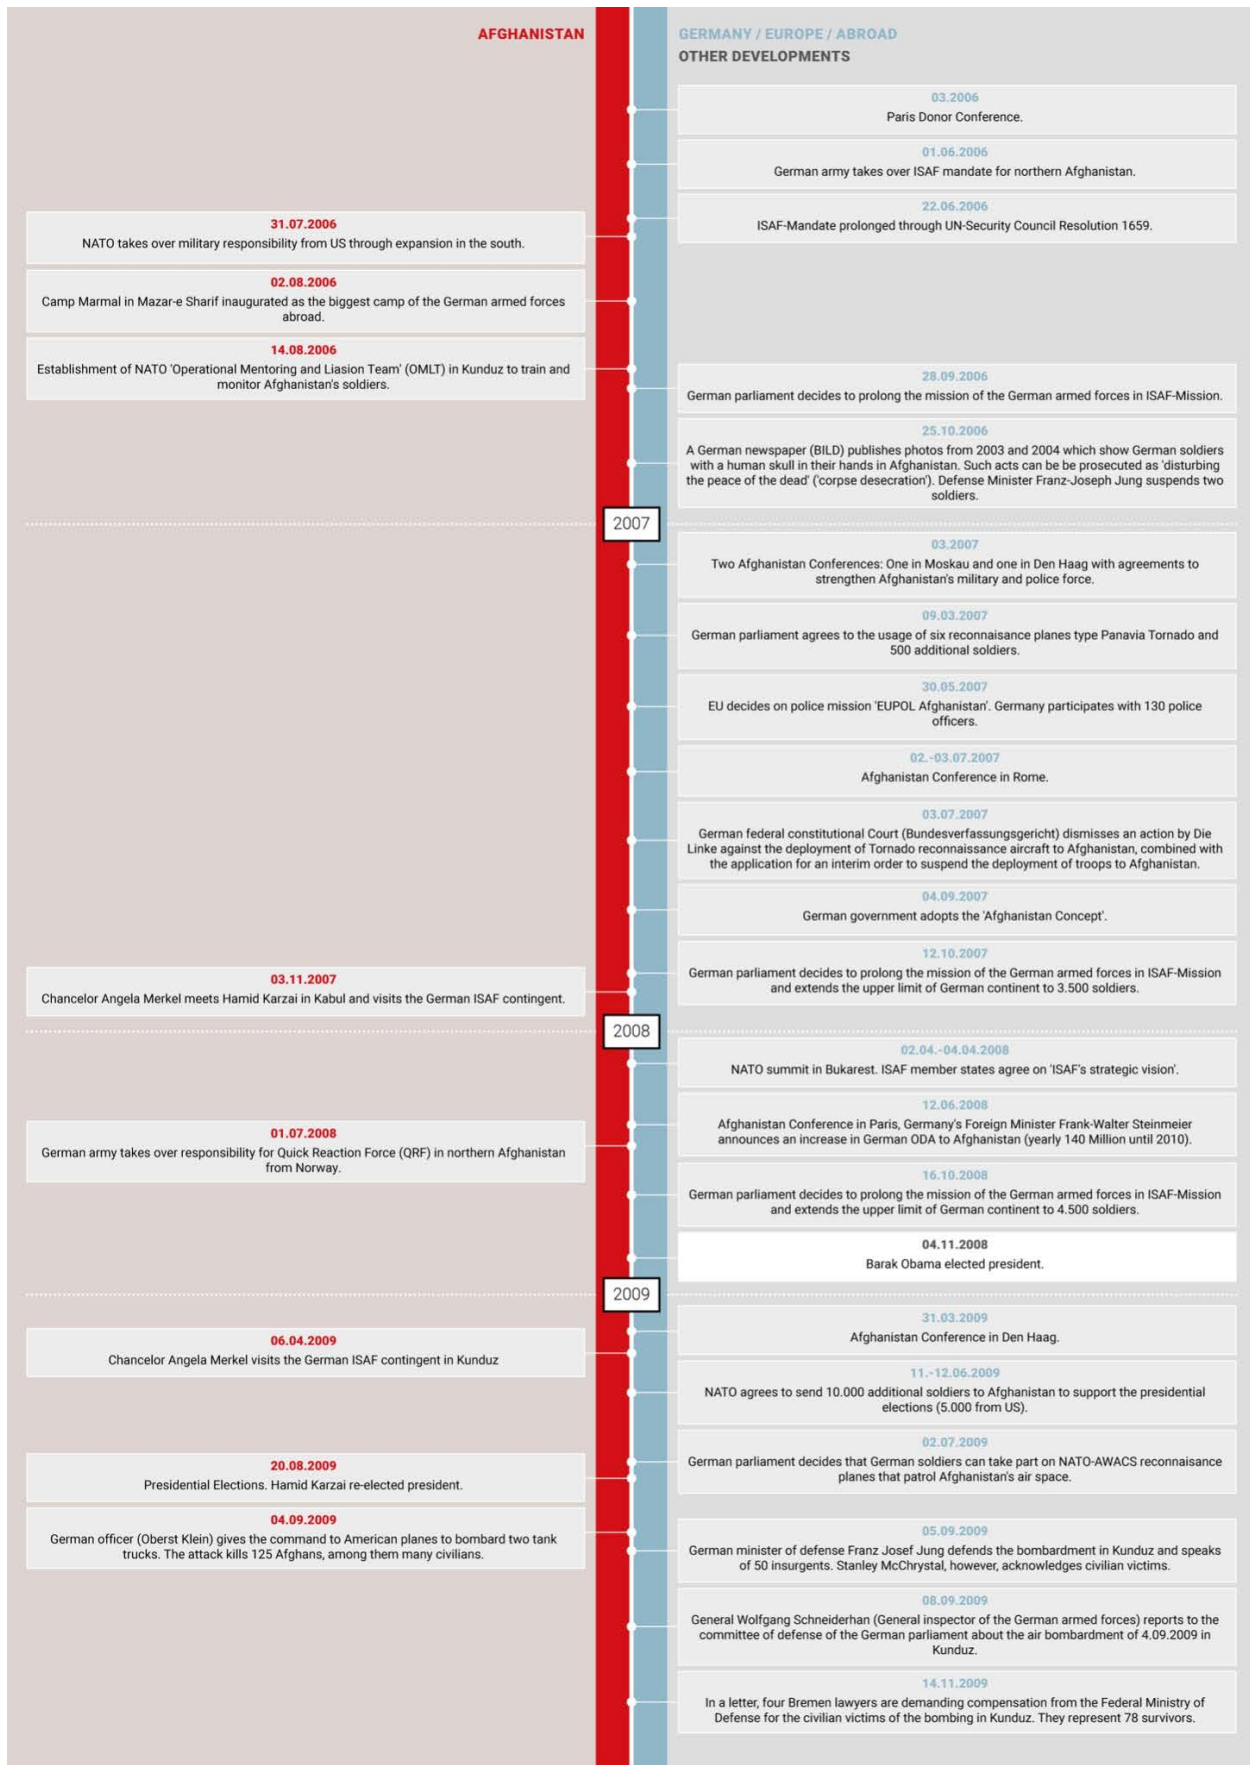 AFGHANISTAN
GERMANY / EUROPE / ABROAD
OTHER DEVELOPMENTS
03.2006
Paris Donor Conference.
01.06.2006
German army takes over ISAF mandate for northern Afghanistan.
22.06.2006
ISAF-Mandate prolonged through UN-Security Council Resolution 1659.
31.07.2006
NATO takes over military responsibility from US through expansion in the south.
02.08.2006
Camp Marmal in Mazar-e Sharif inaugurated as the biggest camp of the German armed forces
abroad.
14.08.2006
Establishment of NATO 'Operational Mentoring and Liasion Team' (OMLT) in Kunduz to train and
monitor Afghanistan's soldiers.
28.09.2006
German parliament decides to prolong the mission of the German armed forces in ISAF-Mission.
25.10.2006
A German newspaper (BILD) publishes photos from 2003 and 2004 which show German soldiers
with a human skull in their hands in Afghanistan. Such acts can be be prosecuted as 'disturbing
the peace of the dead' ('corpse desecration'). Defense Minister Franz-Joseph Jung suspends two
soldiers.
2007
03.2007
Two Afghanistan Conferences: One in Moskau and one in Den Haag with agreements to
strengthen Afghanistan's military and police force.
09.03.2007
German parliament agrees to the usage of six reconnaisance planes type Panavia Tornado and
500 additional soldiers.
30.05.2007
EU decides on police mission 'EUPOL Afghanistan'. Germany participates with 130 police
officers.
02.-03.07.2007
Afghanistan Conference in Rome.
03.07.2007
German federal constitutional Court (Bundesverfassungsgericht) dismisses an action by Die
Linke against the deployment of Tornado reconnaissance aircraft to Afghanistan, combined with
the application for an interim order to suspend the deployment of troops to Afghanistan.
04.09.2007
German government adopts the 'Afghanistan Concept'.
12.10.2007
German parliament decides to prolong the mission of the German armed forces in ISAF-Mission
and extends the upper limit of German continent to 3.500 soldiers.
03.11.2007
Chancelor Angela Merkel meets Hamid Karzai in Kabul and visits the German ISAF contingent.
2008
02.04.-04.04.2008
NATO summit in Bukarest. ISAF member states agree on 'ISAF's strategic vision'.
12.06.2008
Afghanistan Conference in Paris, Germany's Foreign Minister Frank-Walter Steinmeier
announces an increase in German ODA to Afghanistan (yearly 140 Million until 2010).
01.07.2008
German army takes over responsibility for Quick Reaction Force (QRF) in northern Afghanistan
from Norway.
16.10.2008
German parliament decides to prolong the mission of the German armed forces in ISAF-Mission
and extends the upper limit of German continent to 4.500 soldiers.
04.11.2008
Barak Obama elected president.
2009
31.03.2009
Afghanistan Conference in Den Haag.
06.04.2009
Chancelor Angela Merkel visits the German ISAF contingent in Kunduz
11.-12.06.2009
NATO agrees to send 10.000 additional soldiers to Afghanistan to support the presidential
elections (5.000 from US).
02.07.2009
German parliament decides that German soldiers can take part on NATO-AWACS reconnaisance
planes that patrol Afghanistan's air space.
20.08.2009
Presidential Elections. Hamid Karzai re-elected president.
04.09.2009
German officer (Oberst Klein) gives the command to American planes to bombard two tank
trucks. The attack kills 125 Afghans, among them many civilians.
05.09.2009
German minister of defense Franz Josef Jung defends the bombardment in Kunduz and speaks
of 50 insurgents. Stanley McChrystal, however, acknowledges civilian victims.
08.09.2009
General Wolfgang Schneiderhan (General inspector of the German armed forces) reports to the
committee of defense of the German parliament about the air bombardment of 4.09.2009 in
Kunduz.
14.11.2009
In a letter, four Bremen lawyers are demanding compensation from the Federal Ministry of
Defense for the civilian victims of the bombing in Kunduz. They represent 78 survivors.